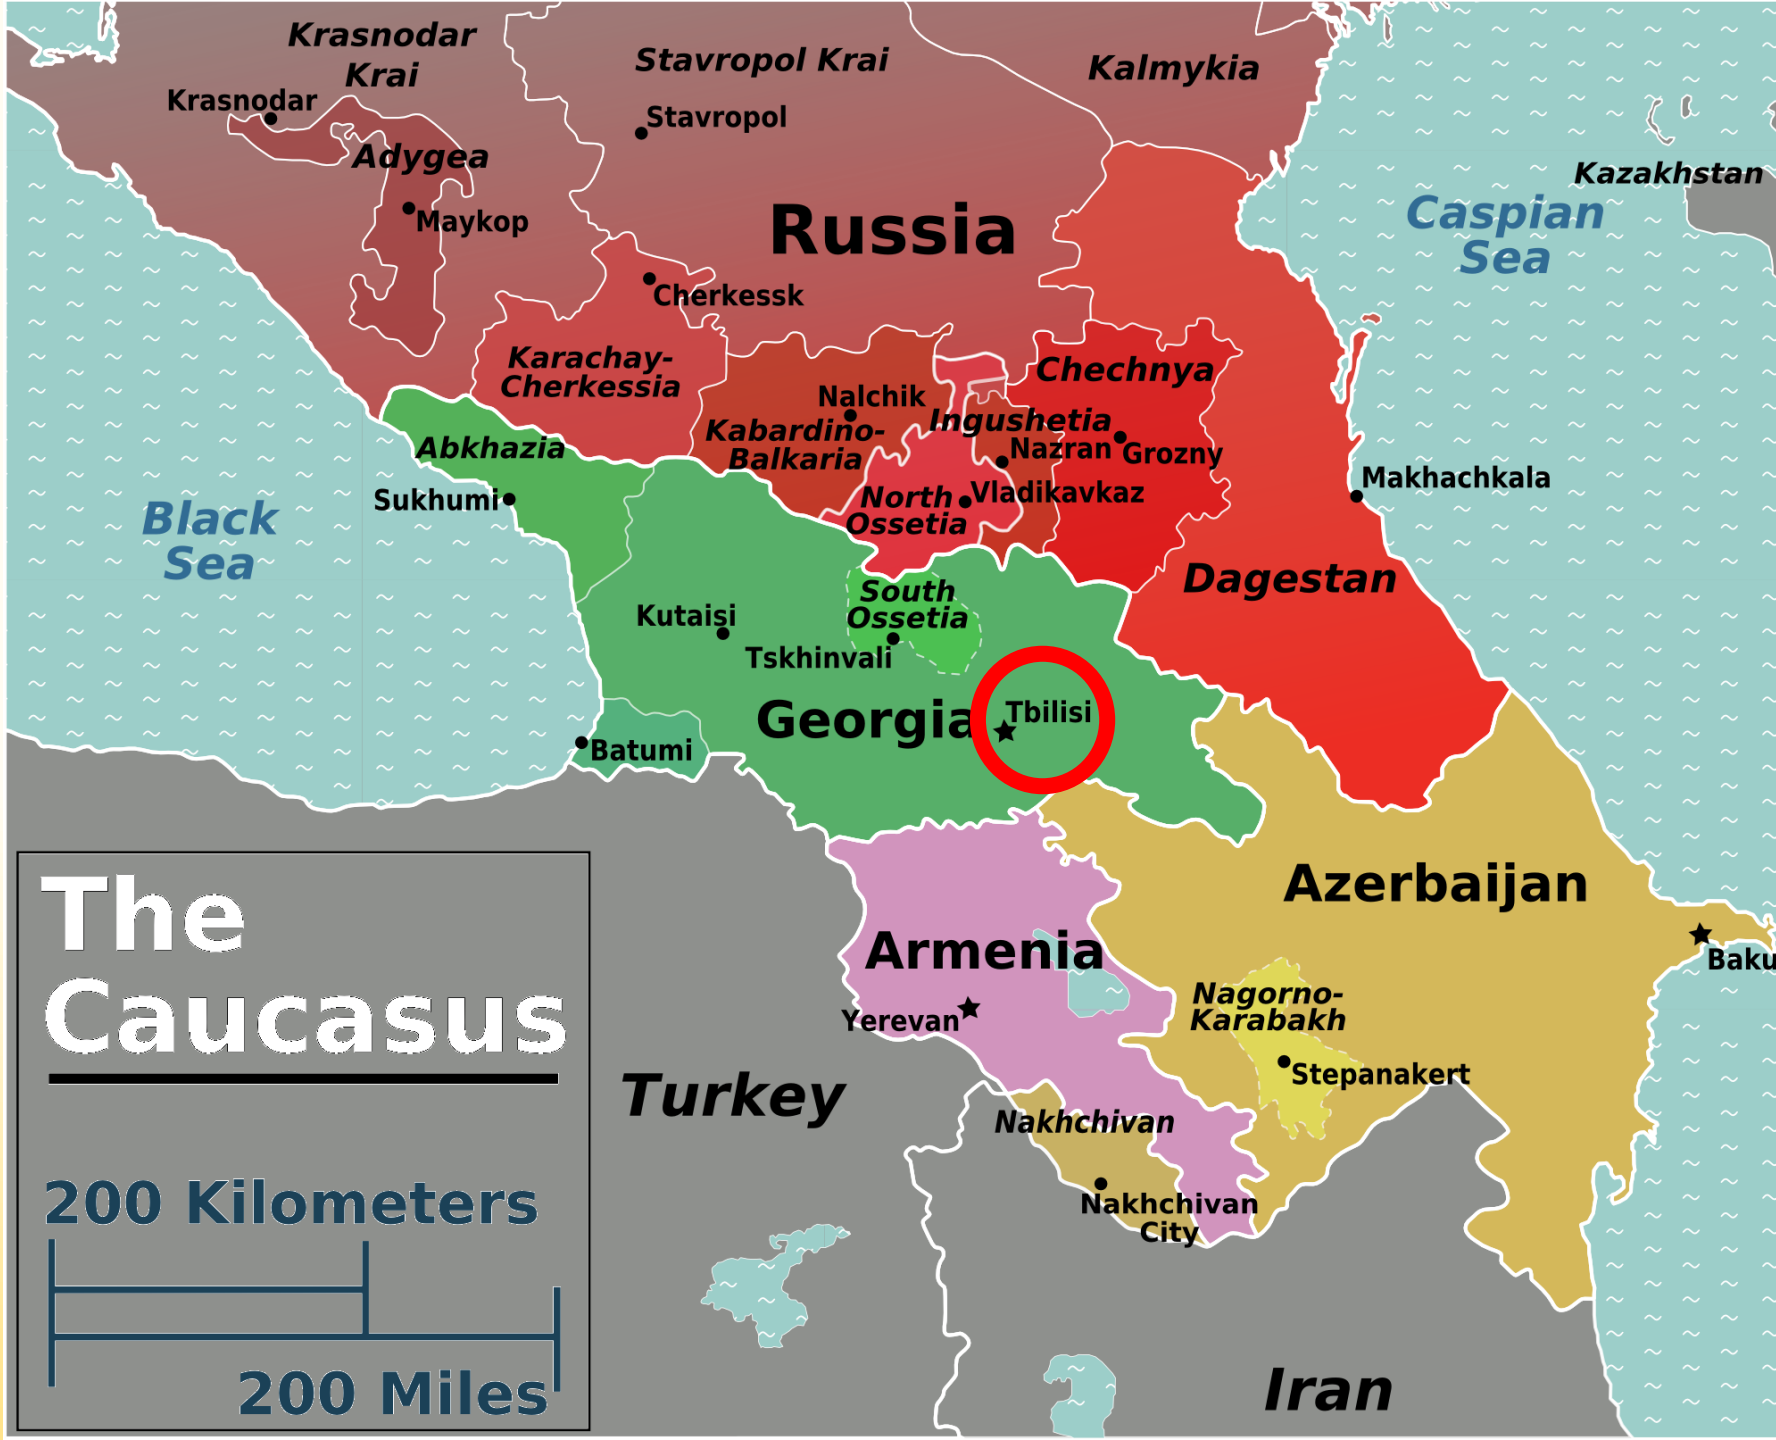 Krasnodar
Krai
Stavropol Krai
Kalmykia
Krasnodar
Stavropol
Adygea
Kazakhstan
Maykop
Russia
Caspian
Sea
Cherkessk
Karachay-
Cherkessia
Chechnya
Nalchik
Ingushetia
Kabardino-
Balkaria
Abkhazia
Nazran
Grozny
Makhachkala
Sukhumi
North
Ossetia
Vladikavkaz
Black
Sea
Dagestan
South
Ossetia
Kutaisi
Tskhinvali
Georgia
Tbilisi
Batumi
Azerbaijan
The
Caucasus
Armenia
Baku
Nagorno-
Karabakh
Yerevan
Stepanakert
Turkey
Nakhchivan
Nakhchivan
City
200 Kilometers
200 Miles
Iran